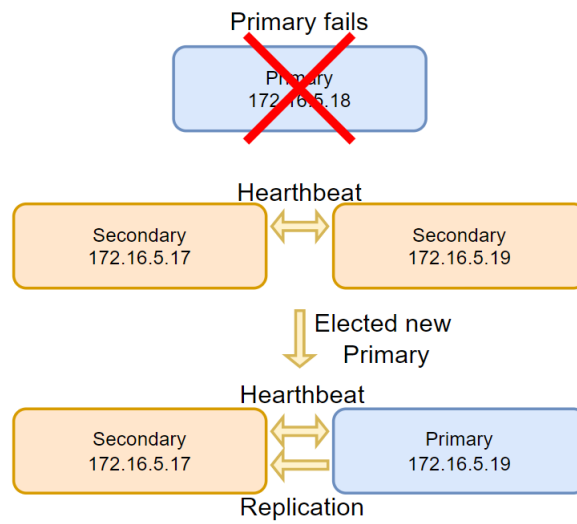 Primary fails
Primary
172.16.5.18
Hearthbeat
Secondary
172.16.5.17
Secondary
172.16.5.19
Elected new
Primary
Hearthbeat
Secondary
172.16.5.17
Primary
172.16.5.19
Replication